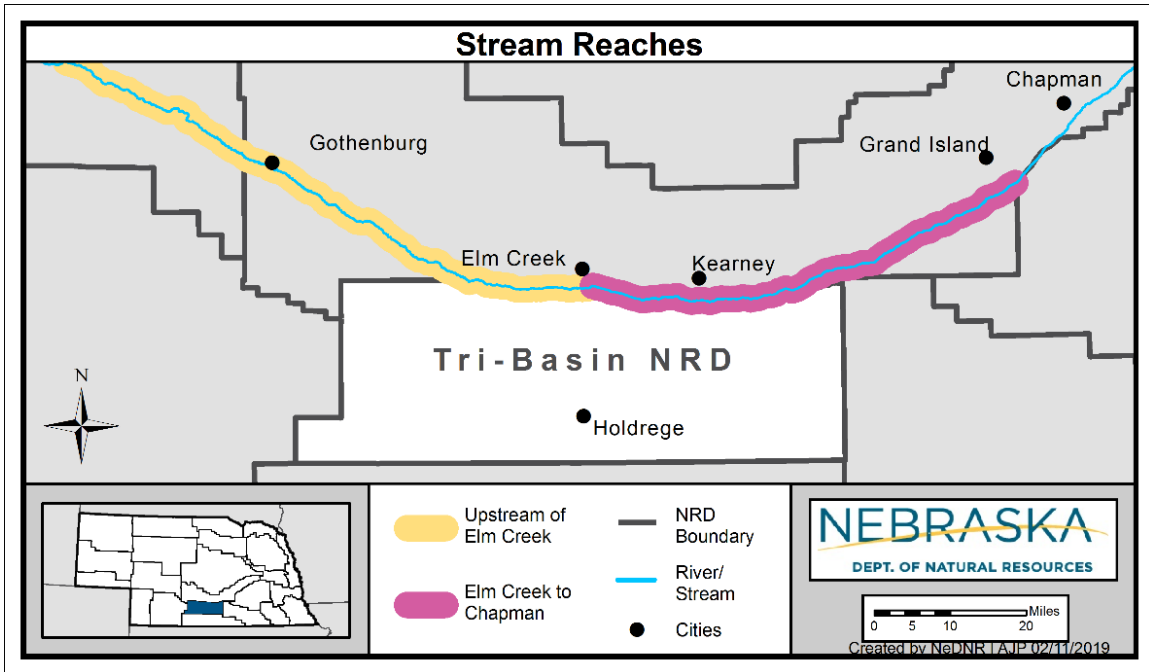 Stream Reaches
Chapman
Gothenburg
Grand Island
Elm Creek
Kearney
Tri-Basin NRD
N
Holdrege
Upstream of
Elm Creek
Elm Creek to
Chapman
NRD
Boundary
River/
Stream
Cities
NEBRASKA
DEPT. OF NATURAL RESOURCES
Miles
0 5 10 20
Created by NeDNR | AJP 02/11/2019